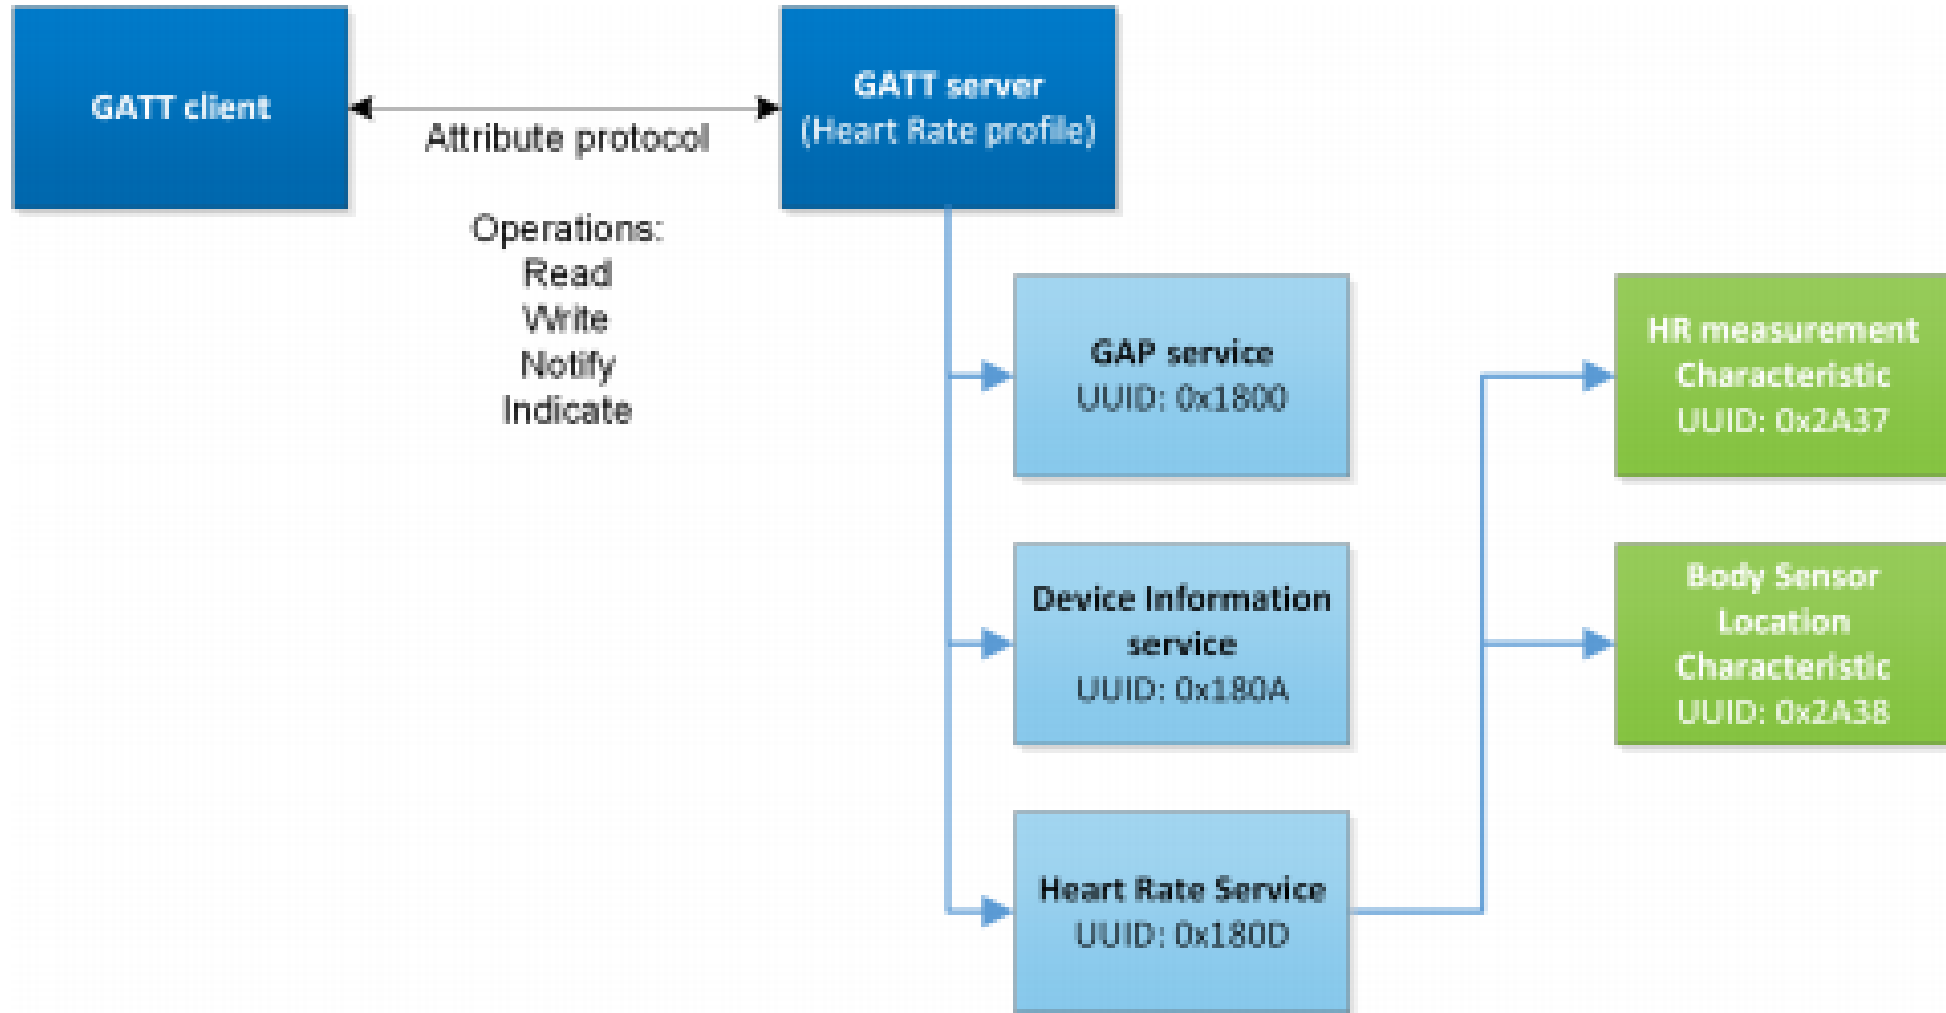 GATT client
Attribute protocol
GATT server
(Heart Rate profile)
Operations:
Read
Write
Notify
Indicate
GAP service
UUID: 0x1800
HR measurement
Characteristic
UUID: 0x2A37
Device Information
service
UUID: 0x180A
Body Sensor
Location
Characteristic
UUID: 0x2A38
Heart Rate Service
UUID: 0x180D